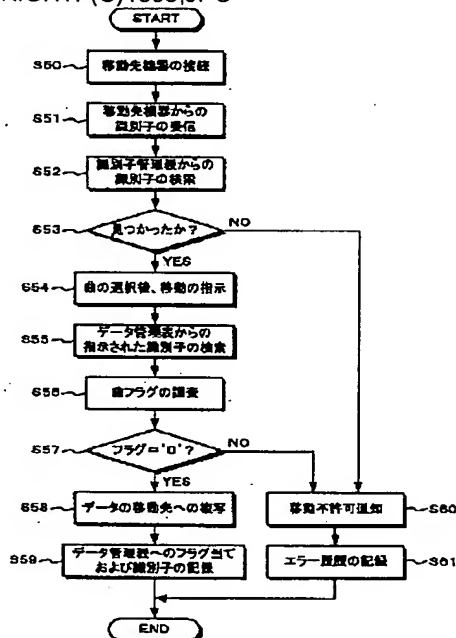 START
S50
移動先機器の接続
S51
移動先機器からの
識別子の受信
S52
識別子管理表からの
識別子の検索
S53
見つかったか?
NO
YES
S54
曲の選択後、移動の指示
S55
データ管理表からの
指示された識別子の検索
S56
曲フラグの調査
S57
フラグ="0"?
NO
YES
S58
データの移動先への複写
移動不許可通知
S60
S59
データ管理表へのフラグ当て
および識別子の記録
エラー履歴の記録
S61
END